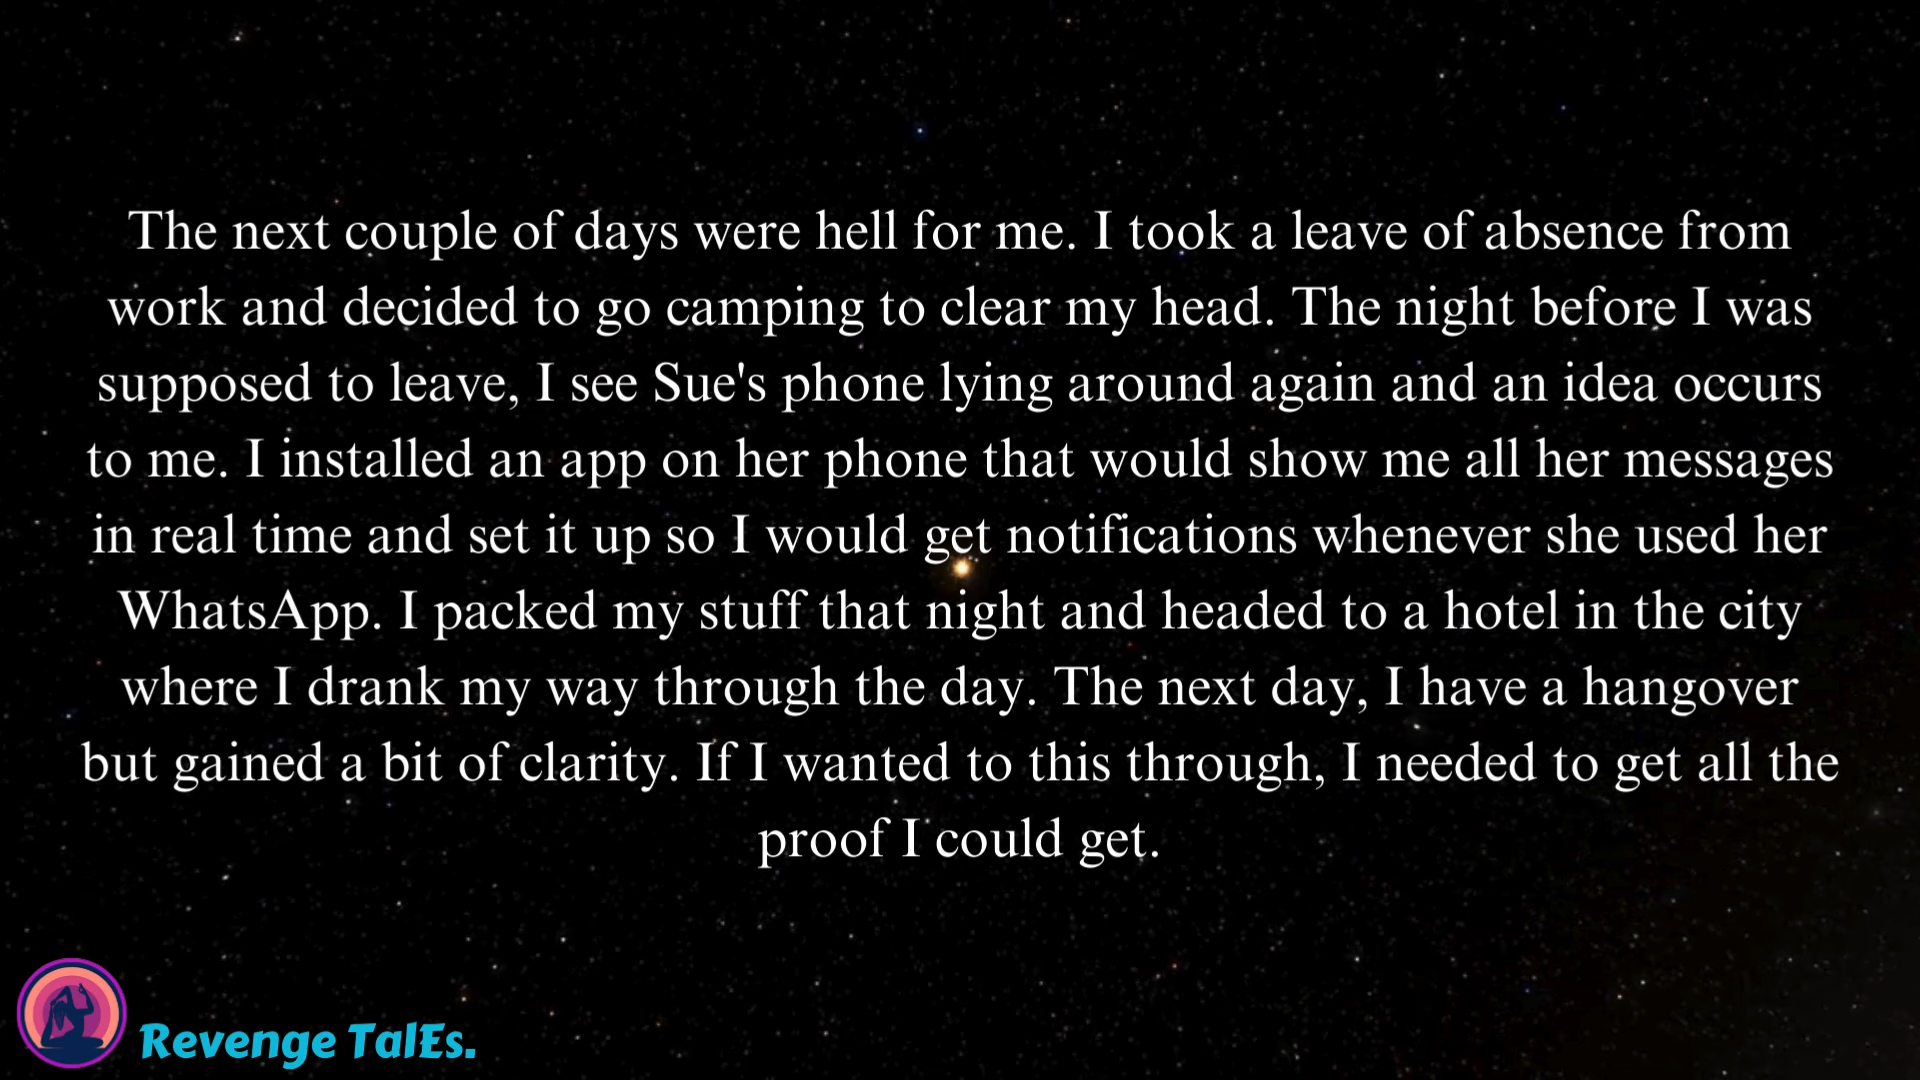 The next couple of days were hell for me. I took a leave of absence from
work and decided to go camping to clear my head. The night before I was
supposed to leave, I see Sue's phone lying around again and an idea occurs
to me. I installed an app on her phone that would show me all her messages
in real time and set it up so I would get notifications whenever she used her
WhatsApp. I packed my stuff that night and headed to a hotel in the city
where I drank my way through the day. The next day, I have a hangover
but gained a bit of clarity. If I wanted to this through, I needed to get all the
proof I could get.
Revenge TalEs.